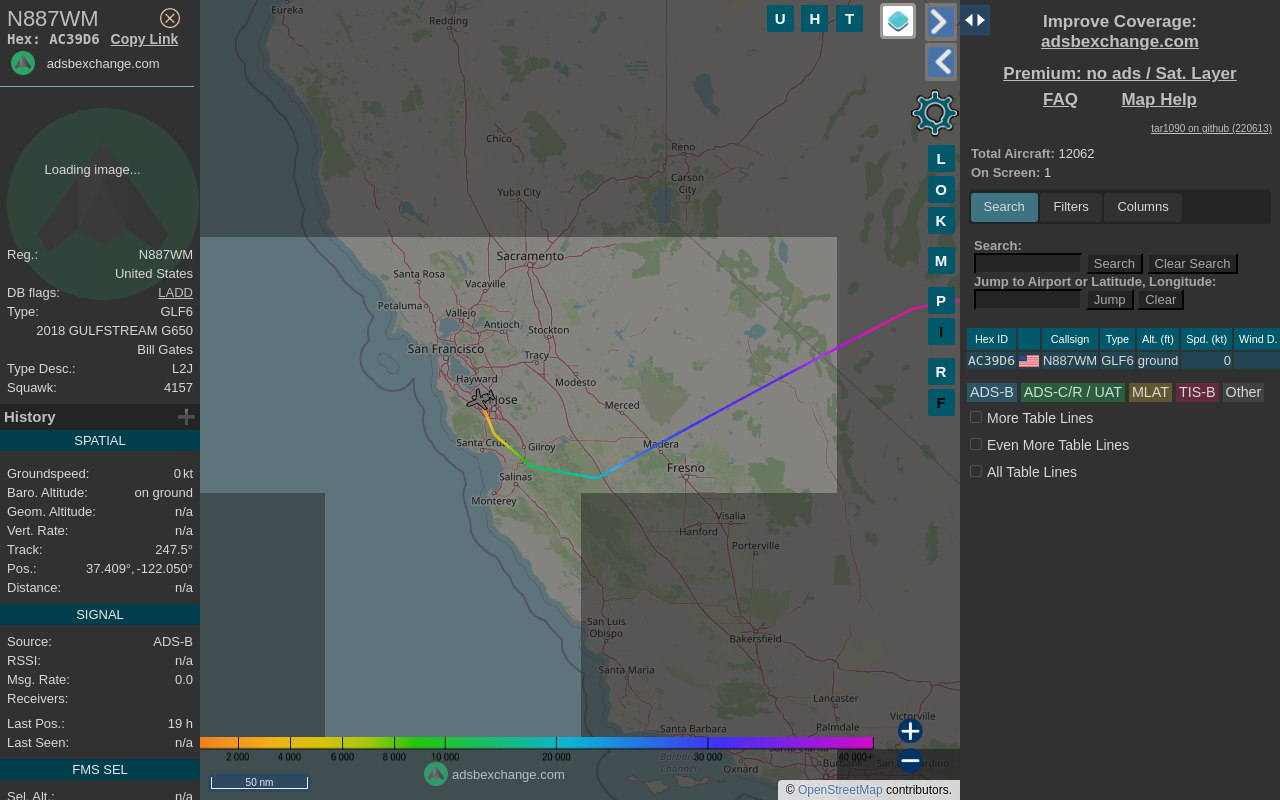 N887WM
Hex: AC39D6 Copy Link
adsbexchange.com
Loading image...
Reg.: N887WM
United States
DB flags: LADD
Type: GLF6
2018 GULFSTREAM G650
Bill Gates
Type Desc.: L2J
Squawk: 4157
History
SPATIAL
Groundspeed: 0 kt
Baro. Altitude: on ground
Geom. Altitude: n/a
Vert. Rate: n/a
Track: 247.5°
Pos.: 37.409°, -122.050°
Distance: n/a
SIGNAL
Source: ADS-B
RSSI: n/a
Msg. Rate: 0.0
Receivers:
Last Pos.: 19 h
Last Seen: n/a
FMS SEL
Sel. Alt.: n/a
U H T
L
O
K
M
P
I
R
F
Eureka
Redding
Chico
Reno
Carson
City
Yuba City
Sacramento
Santa Rosa
Vacaville
Petaluma
Vallejo
Antioch
Stockton
San Francisco
Tracy
Hayward
Modesto
Jose
Merced
Santa Cruz
Gilroy
Madera
Fresno
Salinas
Monterey
Visalia
Hanford
Porterville
San Luis
Obispo
Bakersfield
Santa Maria
Lancaster
Victorville
Palmdale
Santa Barbara
Channel
Oxnard
Burbank
2 000 4 000 6 000 8 000 10 000 20 000 30 000 40 000+
50 nm
adsbexchange.com
© OpenStreetMap contributors.
Improve Coverage:
adsbexchange.com
Premium: no ads / Sat. Layer
FAQ Map Help
tar1090 on github (220613)
Total Aircraft: 12062
On Screen: 1
Search Filters Columns
Search:
Search Clear Search
Jump to Airport or Latitude, Longitude:
Jump Clear
Hex ID Callsign Type Alt. (ft) Spd. (kt) Wind D.
AC39D6 N887WM GLF6 ground 0
ADS-B ADS-C/R / UAT MLAT TIS-B Other
More Table Lines
Even More Table Lines
All Table Lines